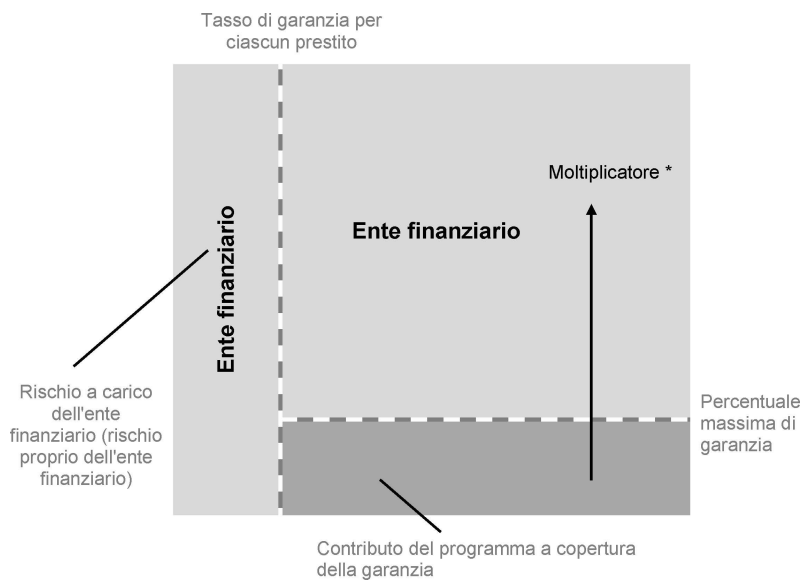 Tasso di garanzia per
ciascun prestito
Moltiplicatore *
Ente finanziario
Ente finanziario
Rischio a carico
dell'ente
finanziario (rischio
proprio dell'ente
finanziario)
Percentuale
massima di
garanzia
Contributo del programma a copertura
della garanzia